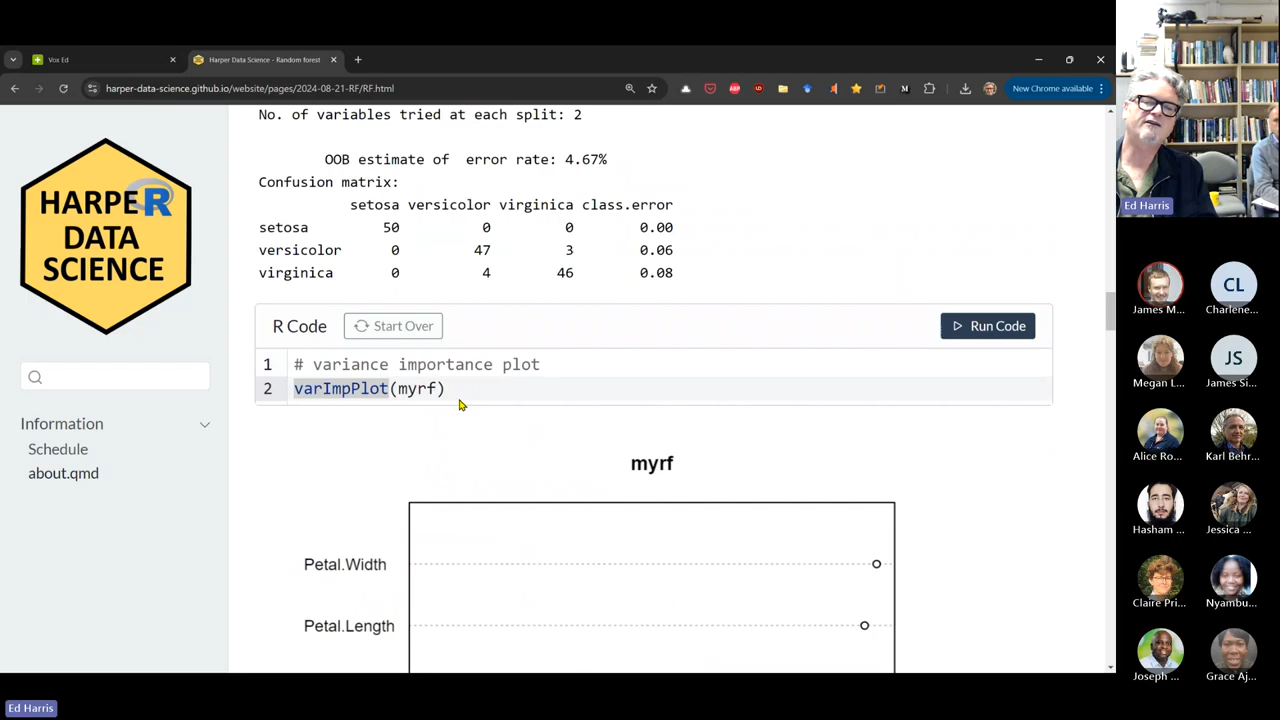 Vox Ed
Harper Data Science - Random forest
harper-data-science.github.io/website/pages/2024-08-21-RF/RF.html
New Chrome available
No. of variables tried at each split: 2
OOB estimate of error rate: 4.67%
Confusion matrix:
setosa versicolor virginica class.error
setosa 50 0 0 0.00
versicolor 0 47 3 0.06
virginica 0 4 46 0.08
HARPER
DATA
SCIENCE
R Code
Start Over
Run Code
1 # variance importance plot
2 varImpPlot(myrf)
Information
Schedule
about.qmd
myrf
Petal.Width
Petal.Length
Ed Harris
CL
James M...
Charlene...
JS
Megan L...
James Si...
Alice Ro...
Karl Behr...
Hasham ...
Jessica ...
Claire Pri...
Nyambu...
Joseph ...
Grace Aj...
Ed Harris